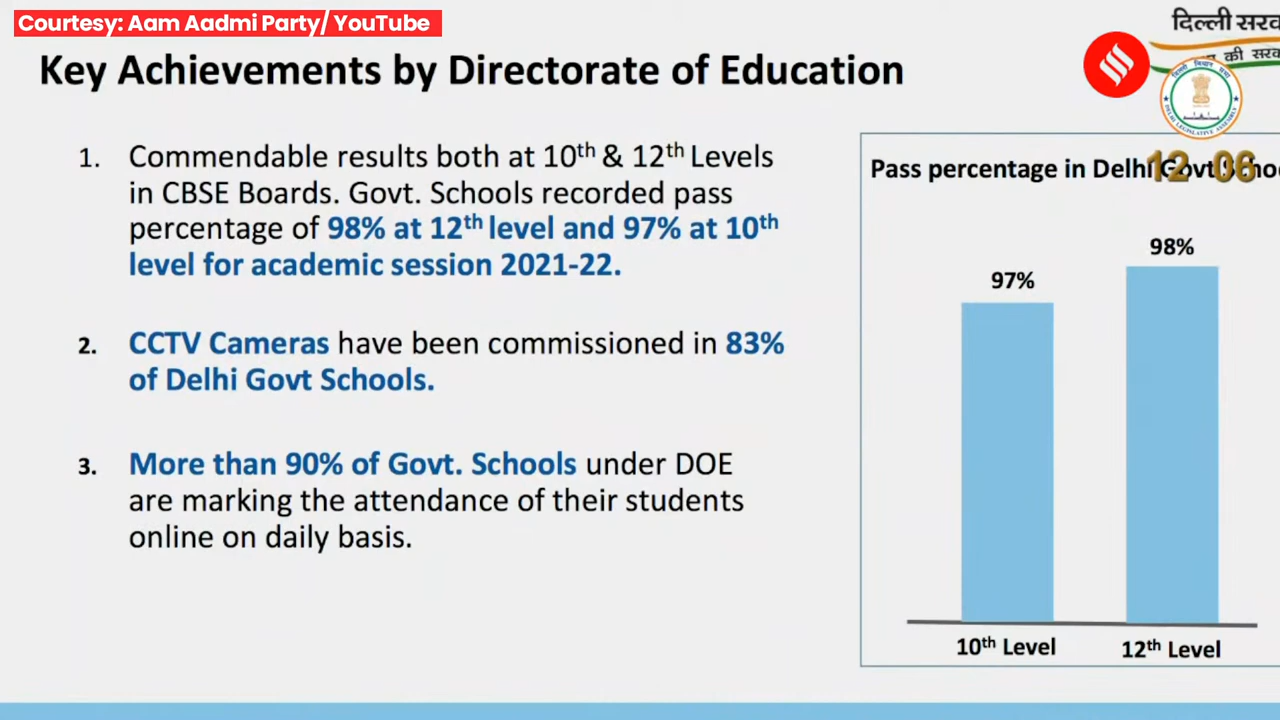 Courtesy: Aam Aadmi Party/ YouTube
Key Achievements by Directorate of Education
1. Commendable results both at 10th & 12th Levels
in CBSE Boards. Govt. Schools recorded pass
percentage of 98% at 12th level and 97% at 10th
level for academic session 2021-22.
2. CCTV Cameras have been commissioned in 83%
of Delhi Govt Schools.
3. More than 90% of Govt. Schools under DOE
are marking the attendance of their students
online on daily basis.
दिल्ली
की
12 06
Pass percentage in Delhi Govt
98%
97%
10th Level
12th Level